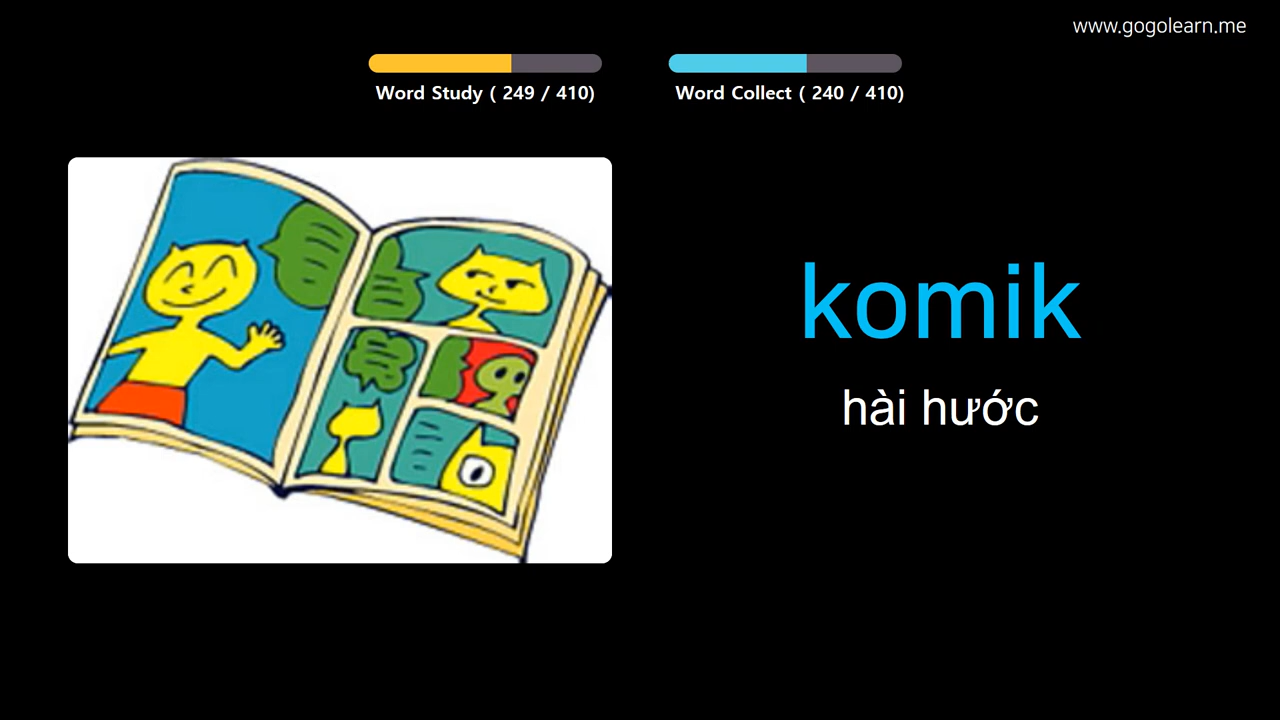 www.gogolearn.me
Word Study ( 249 / 410)
Word Collect ( 240 / 410)
komik
hài hước